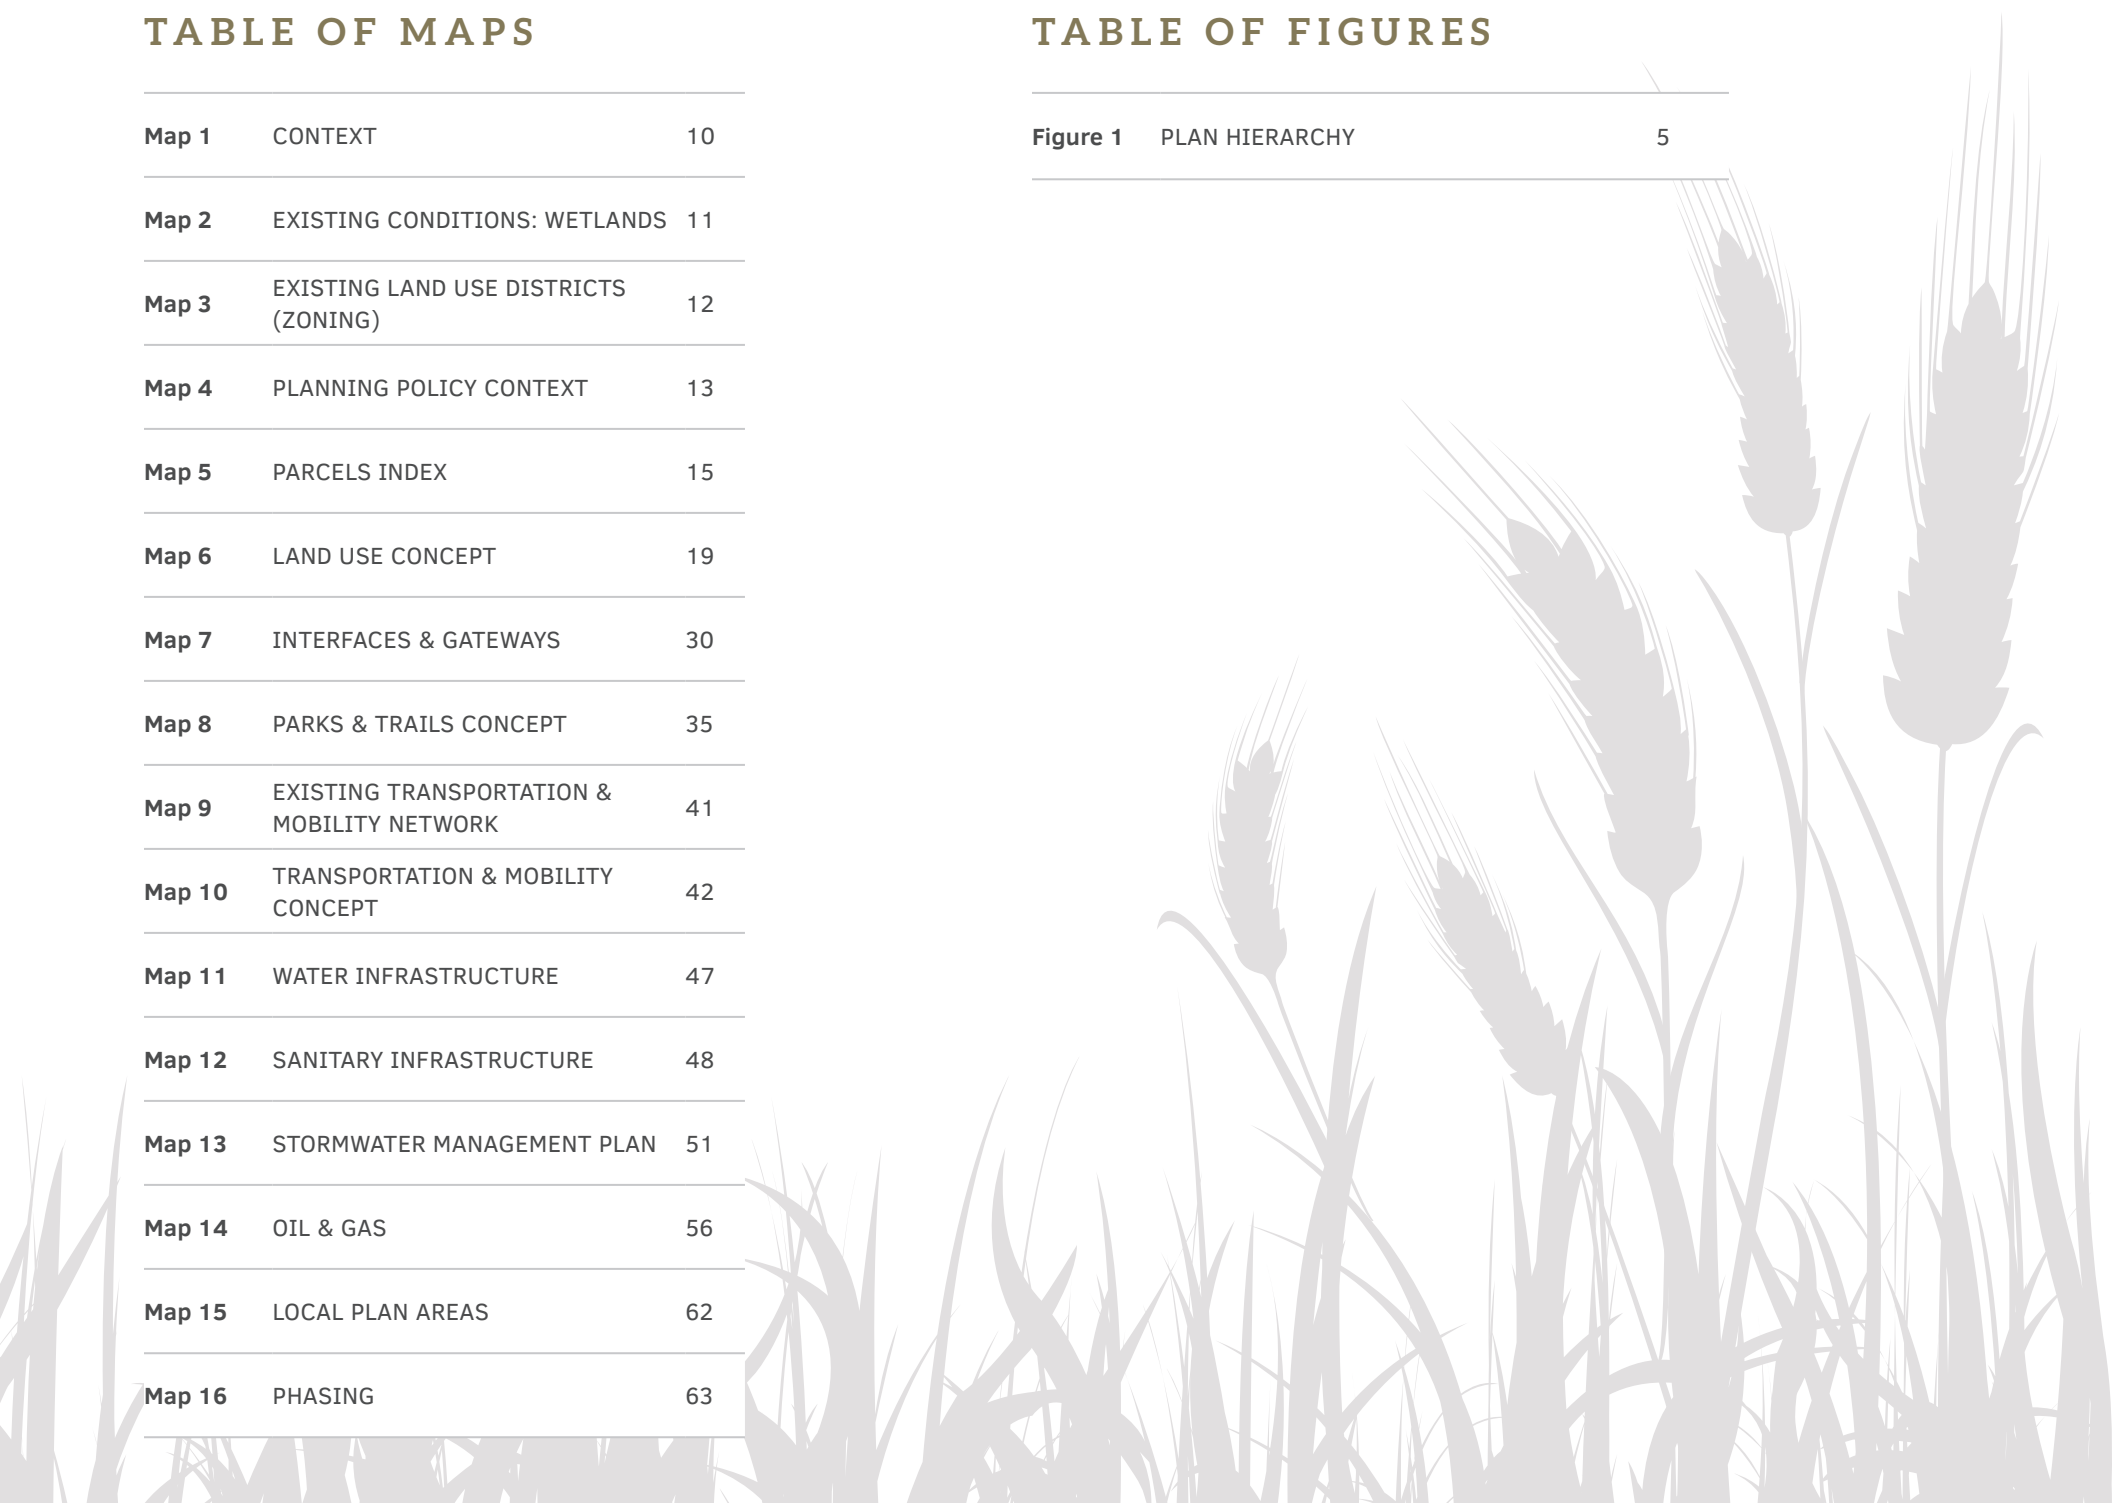 TABLE OF MAPS
Map 1 CONTEXT 10
Map 2 EXISTING CONDITIONS: WETLANDS 11
Map 3 EXISTING LAND USE DISTRICTS
(ZONING) 12
Map 4 PLANNING POLICY CONTEXT 13
Map 5 PARCELS INDEX 15
Map 6 LAND USE CONCEPT 19
Map 7 INTERFACES & GATEWAYS 30
Map 8 PARKS & TRAILS CONCEPT 35
Map 9 EXISTING TRANSPORTATION &
MOBILITY NETWORK 41
Map 10 TRANSPORTATION & MOBILITY
CONCEPT 42
Map 11 WATER INFRASTRUCTURE 47
Map 12 SANITARY INFRASTRUCTURE 48
Map 13 STORMWATER MANAGEMENT PLAN 51
Map 14 OIL & GAS 56
Map 15 LOCAL PLAN AREAS 62
Map 16 PHASING 63
TABLE OF FIGURES
Figure 1 PLAN HIERARCHY 5